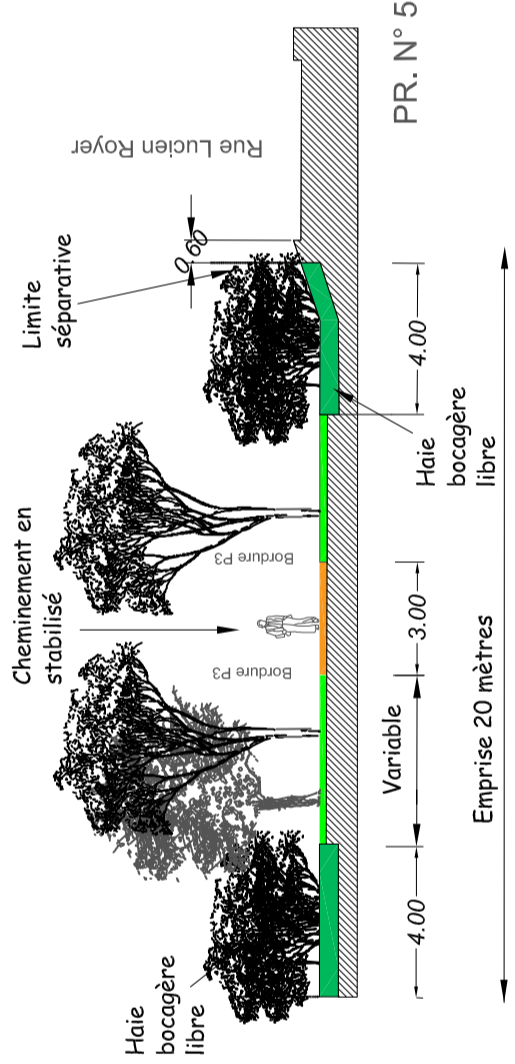 Rue Lucien Royer
PR. N° 5
Limite
séparative
0.60
Cheminement en
stabilisé
Bordure P3
Bordure P3
Haie
bocagère
libre
Haie
bocagère
libre
4.00
Variable
3.00
4.00
Emprise 20 mètres